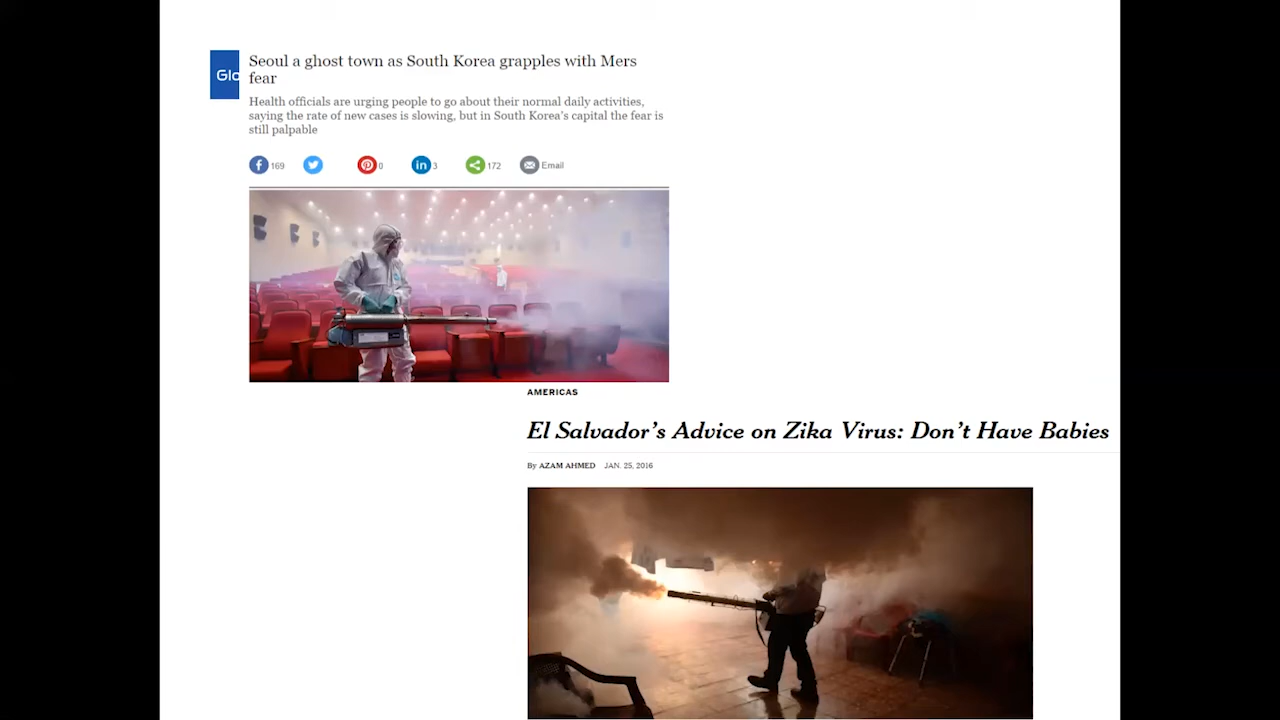 Glo
Seoul a ghost town as South Korea grapples with Mers
fear
Health officials are urging people to go about their normal daily activities,
saying the rate of new cases is slowing, but in South Korea's capital the fear is
still palpable
169
0
in 3
172
Email
AMERICAS
El Salvador's Advice on Zika Virus: Don't Have Babies
By AZAM AHMED JAN. 25, 2016